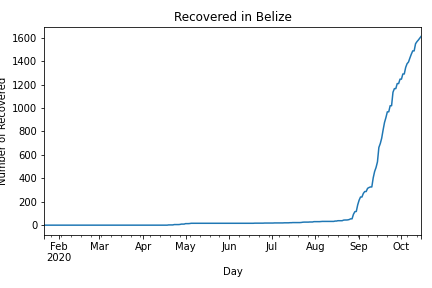 Recovered in Belize
Number of Recovered
1600
1400
1200
1000
800
600
400
200
0
Feb Mar Apr May Jun Jul Aug Sep Oct
2020
Day